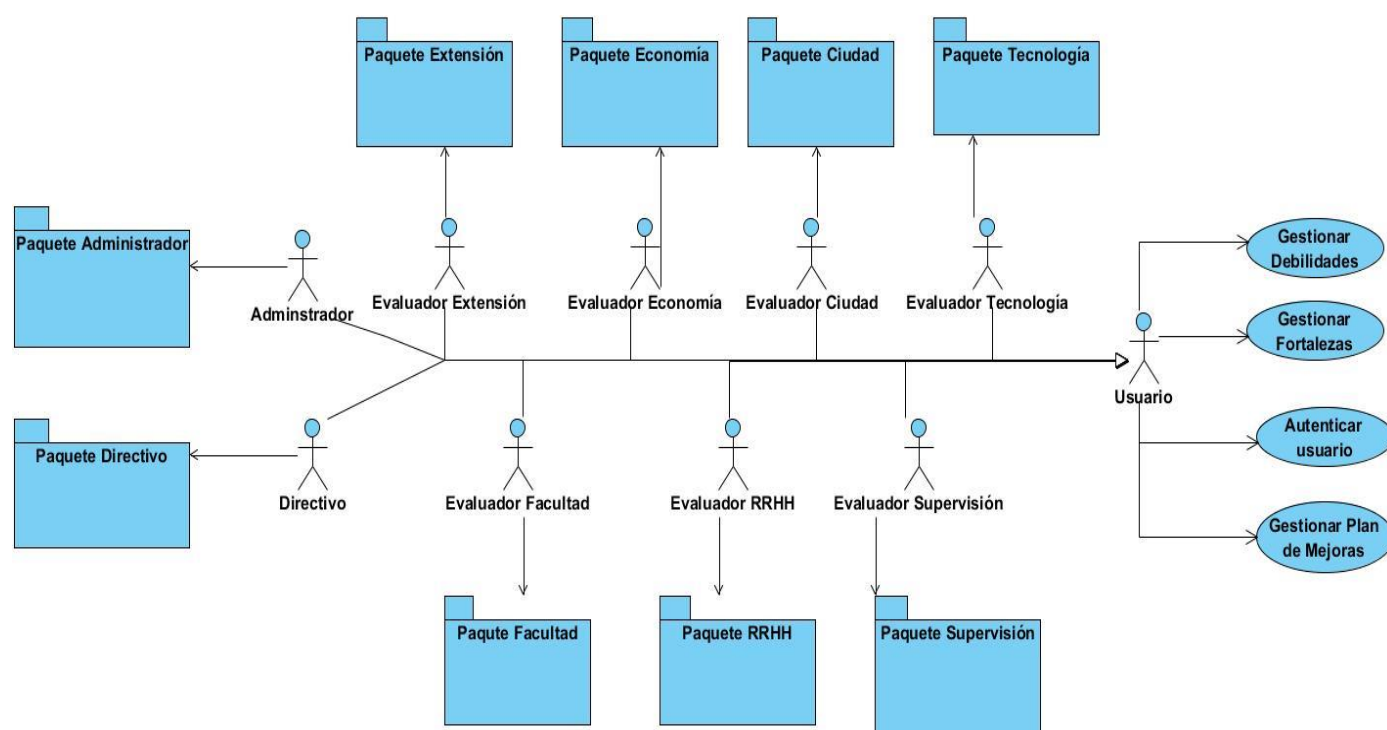 Paquete Extensión
Paquete Economía
Paquete Ciudad
Paquete Tecnología
Paquete Administrador
Adminstrador
Evaluador Extensión
Evaluador Economía
Evaluador Ciudad
Evaluador Tecnología
Gestionar
Debilidades
Gestionar
Fortalezas
Usuario
Autenticar
usuario
Gestionar Plan
de Mejoras
Paquete Directivo
Directivo
Evaluador Facultad
Evaluador RRHH
Evaluador Supervisión
Paqute Facultad
Paquete RRHH
Paquete Supervisión